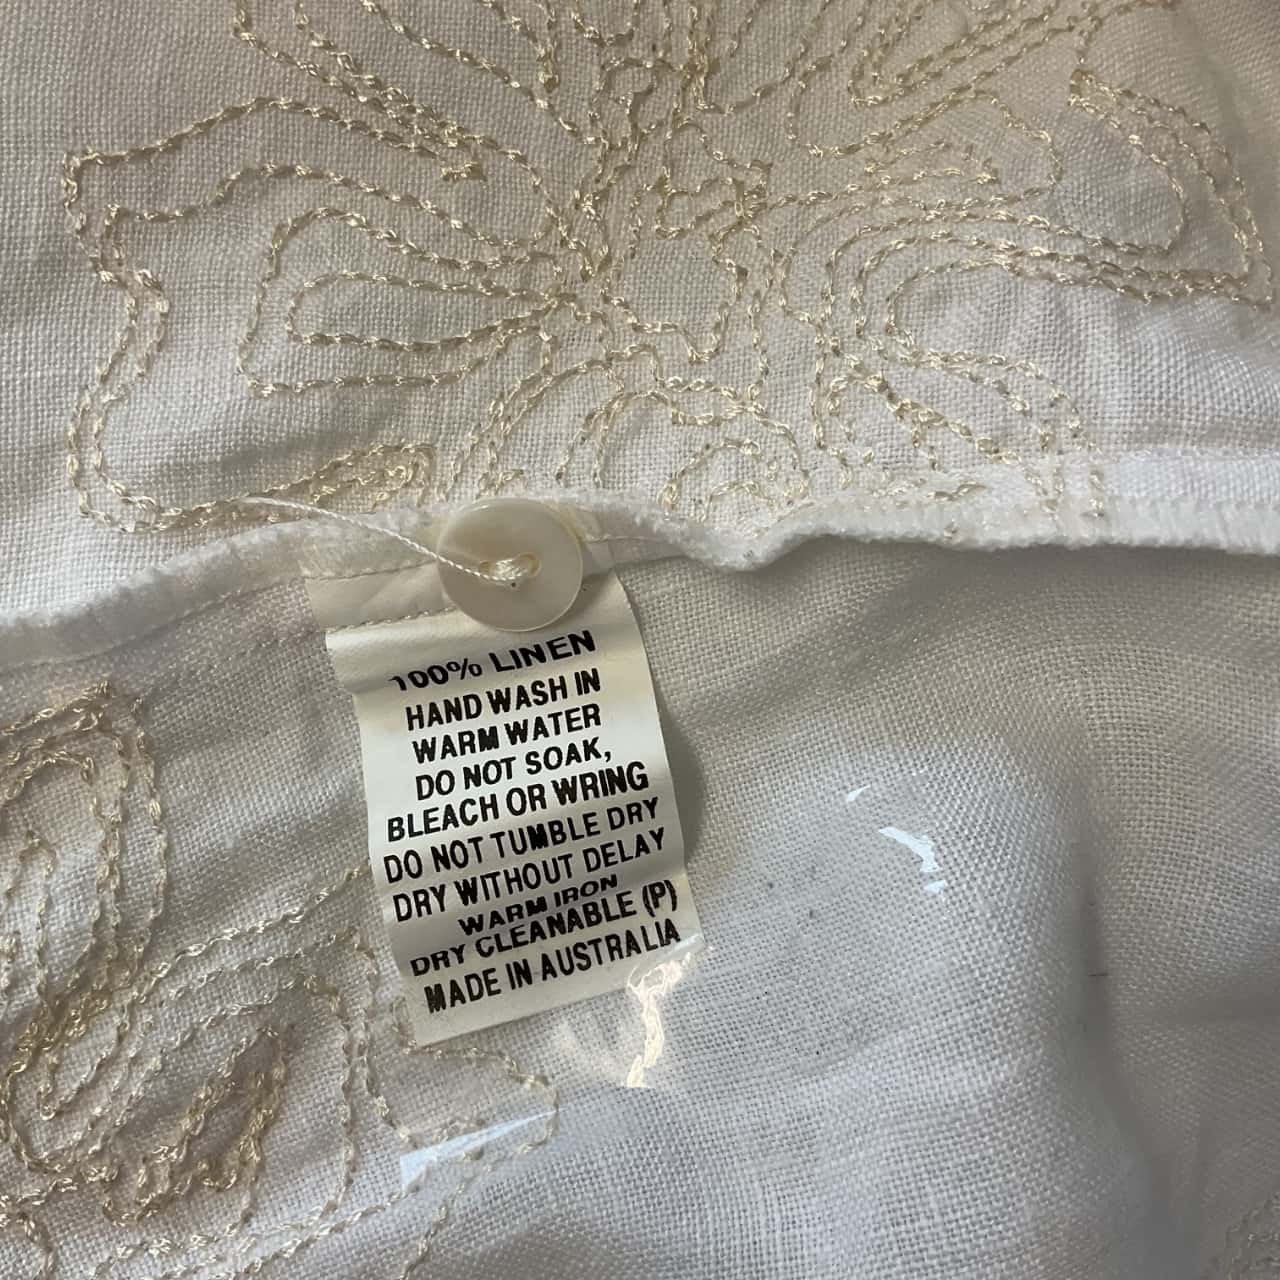 100% LINEN
HAND WASH IN
WARM WATER
DO NOT SOAK,
BLEACH OR WRING
DO NOT TUMBLE DRY
DRY WITHOUT DELAY
WARM IRON
DRY CLEANABLE (P)
MADE IN AUSTRALIA